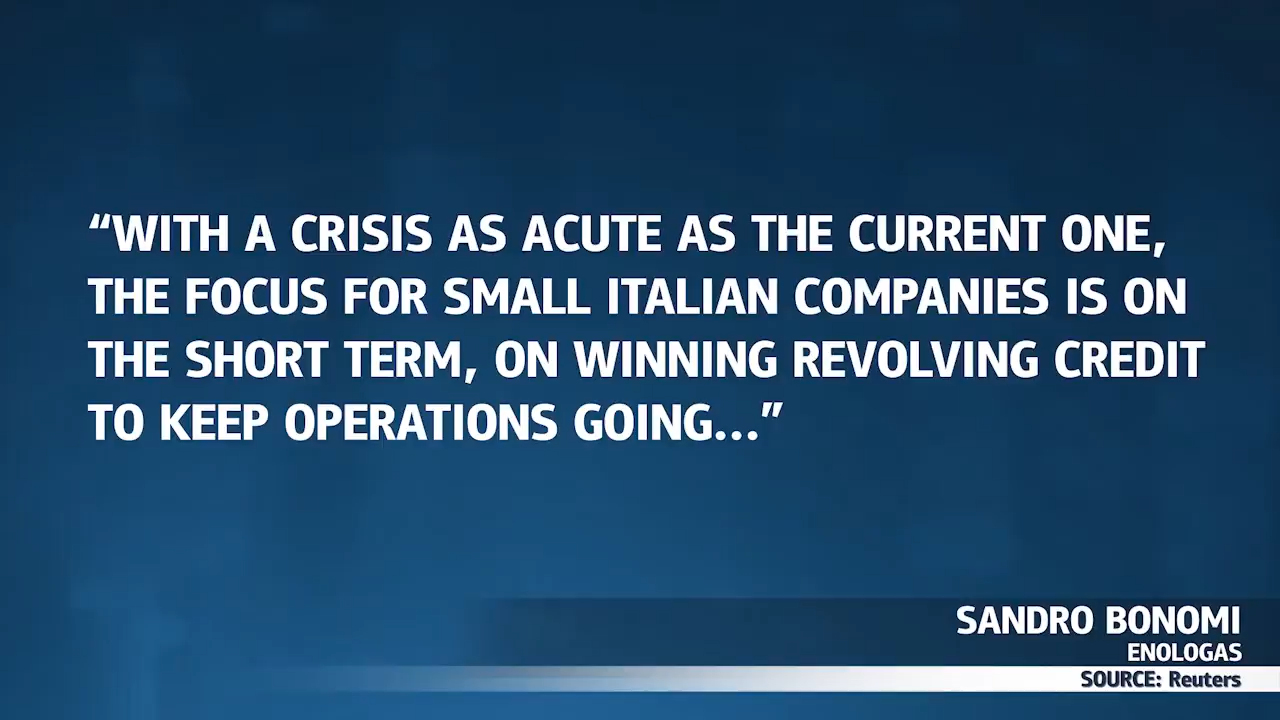 “WITH A CRISIS AS ACUTE AS THE CURRENT ONE,
THE FOCUS FOR SMALL ITALIAN COMPANIES IS ON
THE SHORT TERM, ON WINNING REVOLVING CREDIT
TO KEEP OPERATIONS GOING...”
SANDRO BONOMI
ENOLOGAS
SOURCE: Reuters